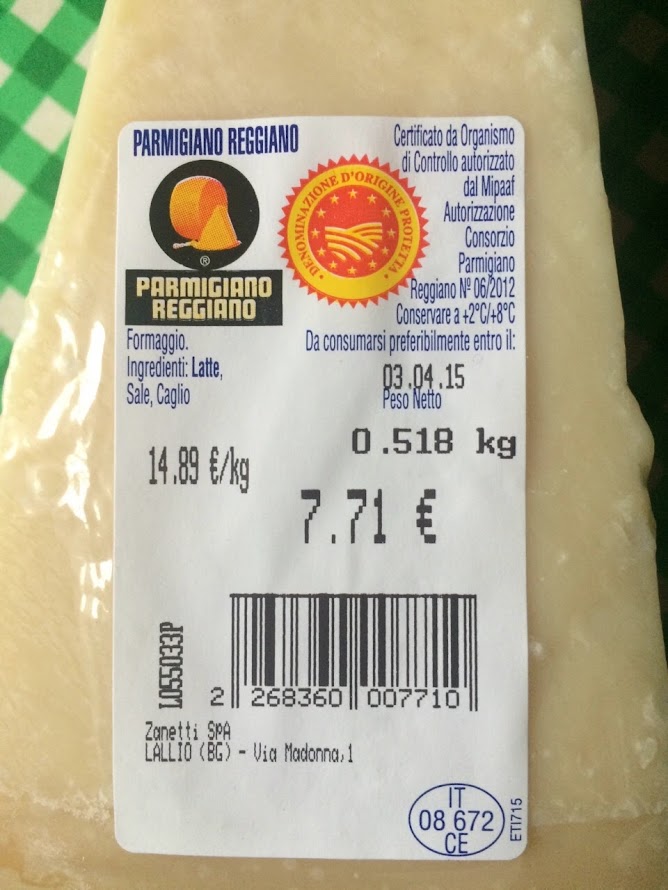 PARMIGIANO REGGIANO
DENOMINAZIONE D'ORIGINE PROTETTA
®
PARMIGIANO
REGGIANO
Certificato da Organismo
di Controllo autorizzato
dal Mipaaf
Autorizzazione
Consorzio
Parmigiano
Reggiano Nº 06/2012
Conservare a +2°C/+8°C
Formaggio.
Ingredienti: Latte,
Sale, Caglio
Da consumarsi preferibilmente entro il:
03.04.15
Peso Netto
0.518 kg
14.89 €/kg
7.71 €
L055033P
2 268360 007710
Zanetti SPA
LALLIO (BG) - Via Madonna,1
IT
08 672
CE
ETI715